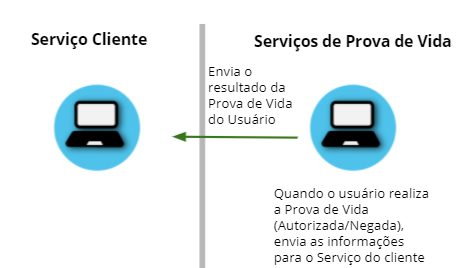 Serviço Cliente
Serviços de Prova de Vida
Envia o
resultado da
Prova de Vida
do Usuário
Quando o usuário realiza
a Prova de Vida
(Autorizada/Negada),
envia as informações
para o Serviço do cliente